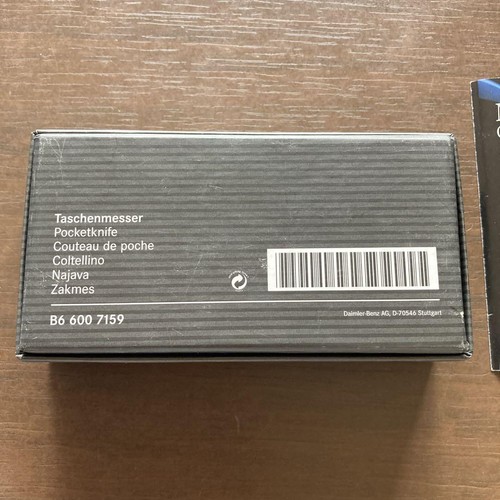 Taschenmesser
Pocketknife
Couteau de poche
Coltellino
Najava
Zakmes
B6 600 7159
Daimler-Benz AG, D-70546 Stuttgart